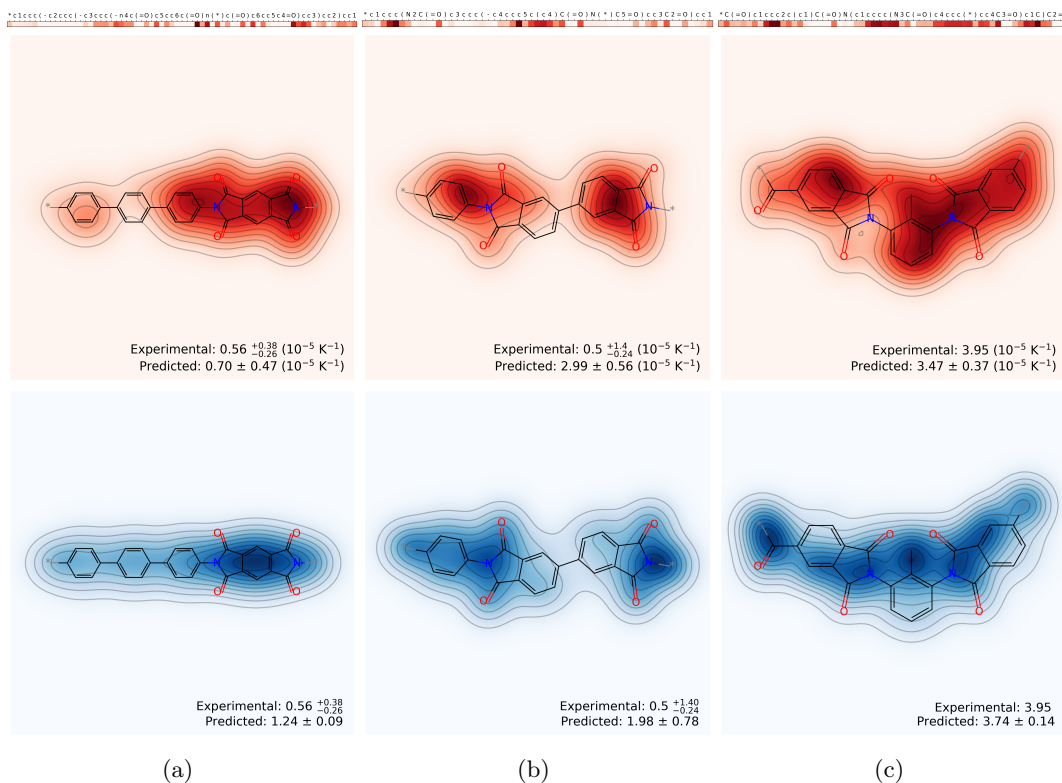 *c1ccc(-c2ccc(-c3ccc(-n4c(=O)c5cc6c(=O)n(*)c(=O)c6cc5c4=O)cc3)cc2)cc1
*c1ccc(N2C(=O)c3ccc(-c4ccc5c(c4)C(=O)N(*)C5=O)cc3C2=O)cc1
*C(=O)c1ccc2c(c1)C(=O)N(c1cccc(N3C(=O)c4ccc(*)cc4C3=O)c1C)C2=
* O O N N O O *
* O O N O N * O
* O O N O O N O *
Experimental: 0.56 +0.38 −0.26 (10−5 K−1)
Predicted: 0.70 ± 0.47 (10−5 K−1)
Experimental: 0.5 +1.4 −0.24 (10−5 K−1)
Predicted: 2.99 ± 0.56 (10−5 K−1)
Experimental: 3.95 (10−5 K−1)
Predicted: 3.47 ± 0.37 (10−5 K−1)
* O O N N O O *
* O O N O N * O
* O O N O O N O *
Experimental: 0.56 +0.38 −0.26
Predicted: 1.24 ± 0.09
Experimental: 0.5 +1.40 −0.24
Predicted: 1.98 ± 0.78
Experimental: 3.95
Predicted: 3.74 ± 0.14
(a)
(b)
(c)